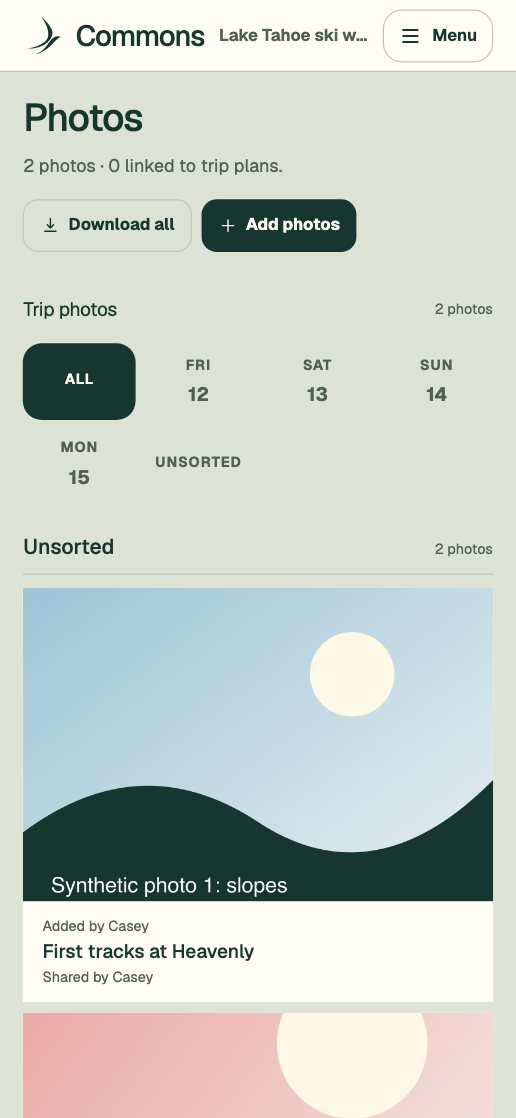 Commons
Lake Tahoe ski w...
Menu
Photos
2 photos · 0 linked to trip plans.
Download all
Add photos
Trip photos
2 photos
ALL
FRI
12
SAT
13
SUN
14
MON
15
UNSORTED
Unsorted
2 photos
Synthetic photo 1: slopes
Added by Casey
First tracks at Heavenly
Shared by Casey